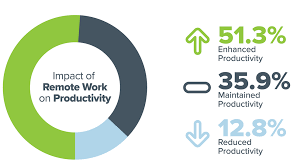 Impact of
Remote Work
on Productivity
51.3%
Enhanced
Productivity
35.9%
Maintained
Productivity
12.8%
Reduced
Productivity